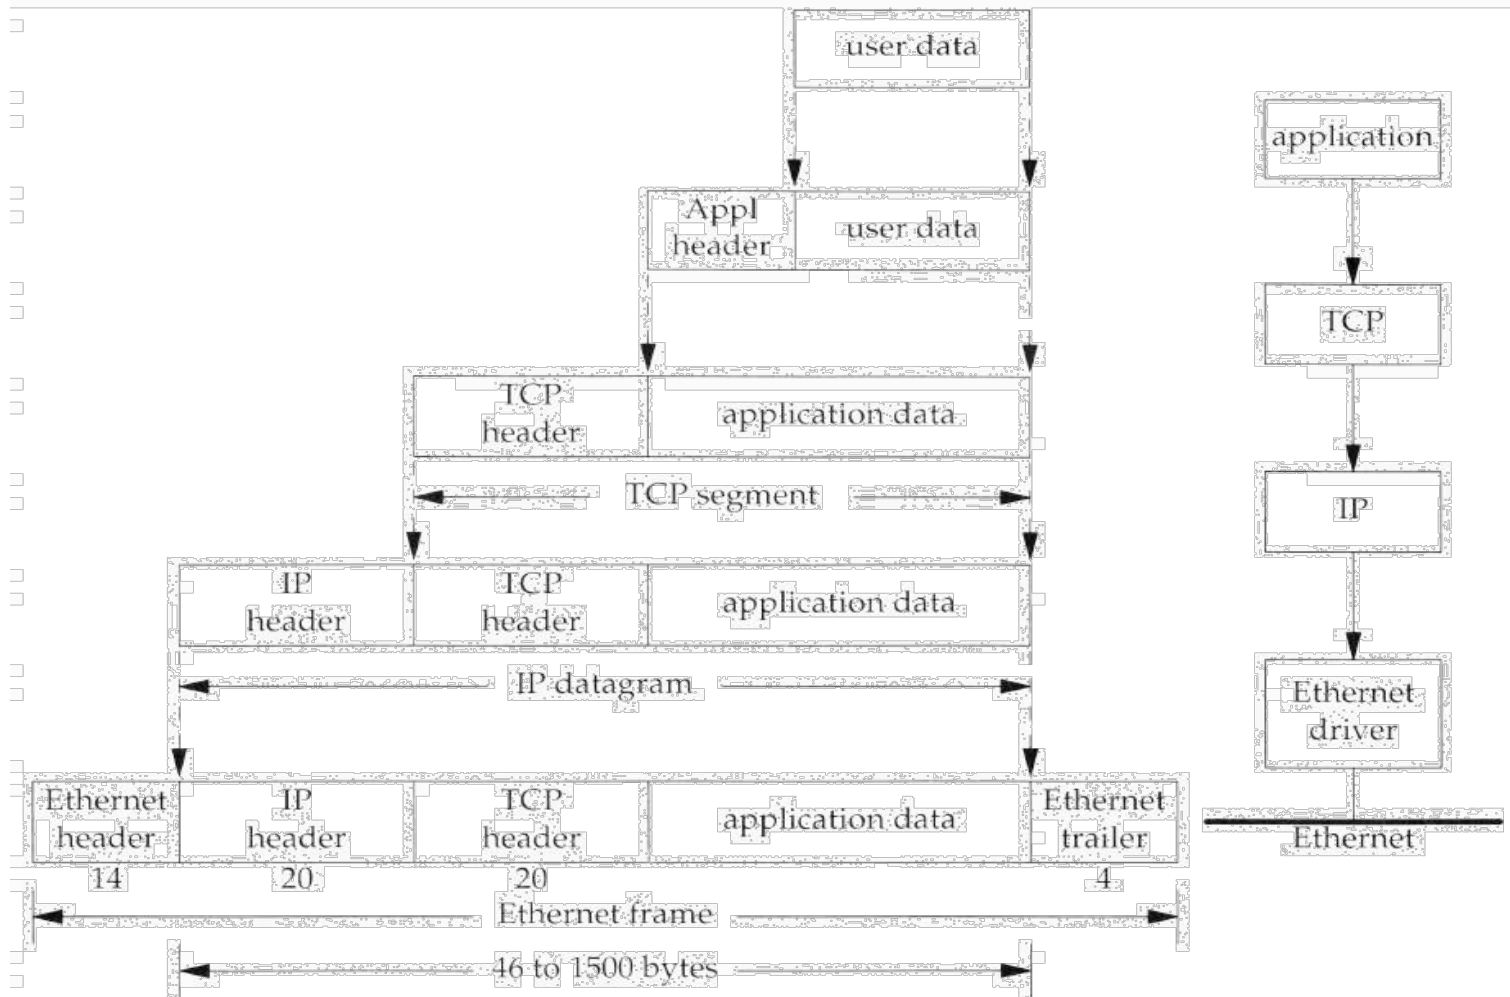 user data
application
Appl
header
user data
TCP
TCP
header
application data
TCP segment
IP
IP
header
TCP
header
application data
IP datagram
Ethernet
driver
Ethernet
header
IP
header
TCP
header
application data
Ethernet
trailer
Ethernet
14
20
20
4
Ethernet frame
46 to 1500 bytes